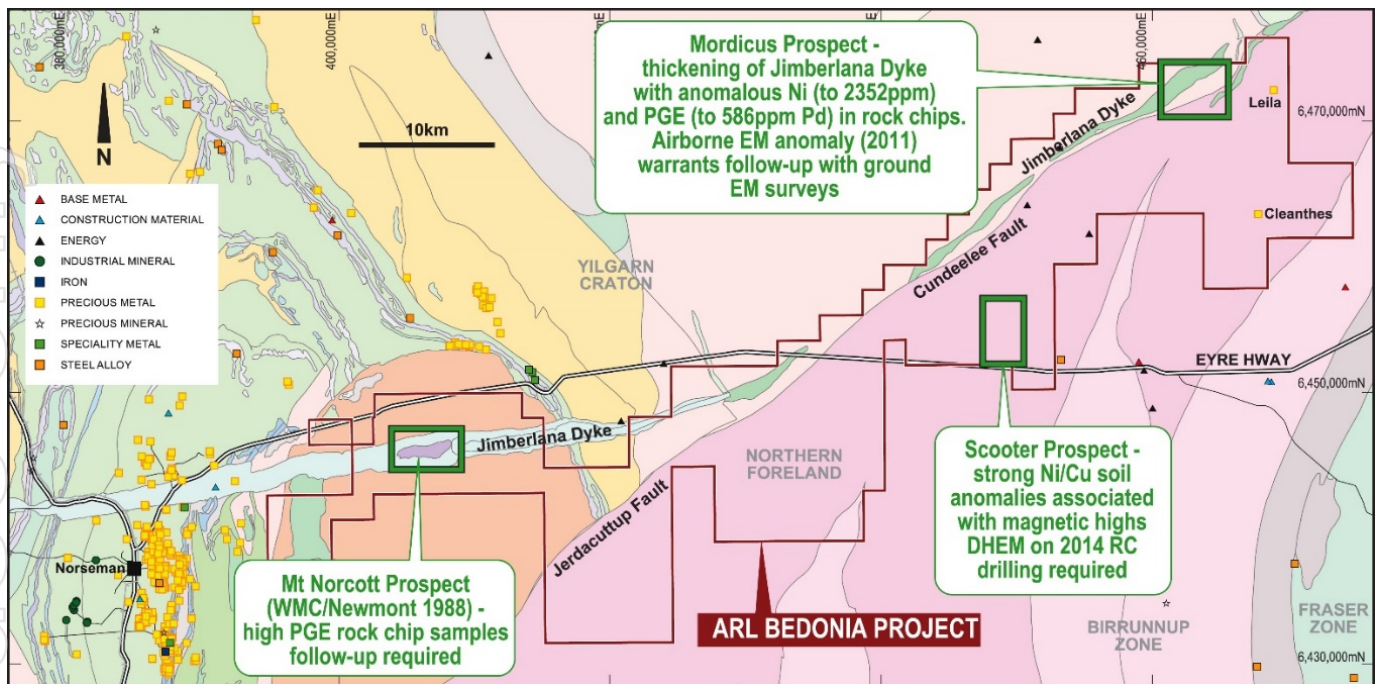 380,000mE
400,000mE
460,000mE
Mordicus Prospect -
thickening of Jimberlana Dyke
with anomalous Ni (to 2352ppm)
and PGE (to 586ppm Pd) in rock chips.
Airborne EM anomaly (2011)
warrants follow-up with ground
EM surveys
N
10km
Leila
6,470,000mN
Jimberlana Dyke
BASE METAL
CONSTRUCTION MATERIAL
ENERGY
INDUSTRIAL MINERAL
IRON
PRECIOUS METAL
PRECIOUS MINERAL
SPECIALITY METAL
STEEL ALLOY
Cleanthes
Cundeelee Fault
YILGARN
CRATON
EYRE HWAY
6,450,000mN
Jimberlana Dyke
NORTHERN
FORELAND
Scooter Prospect -
strong Ni/Cu soil
anomalies associated
with magnetic highs
DHEM on 2014 RC
drilling required
Jerdacuttup Fault
Norseman
Mt Norcott Prospect
(WMC/Newmont 1988) -
high PGE rock chip samples
follow-up required
ARL BEDONIA PROJECT
BIRRUNNUP
ZONE
FRASER
ZONE
6,430,000mN